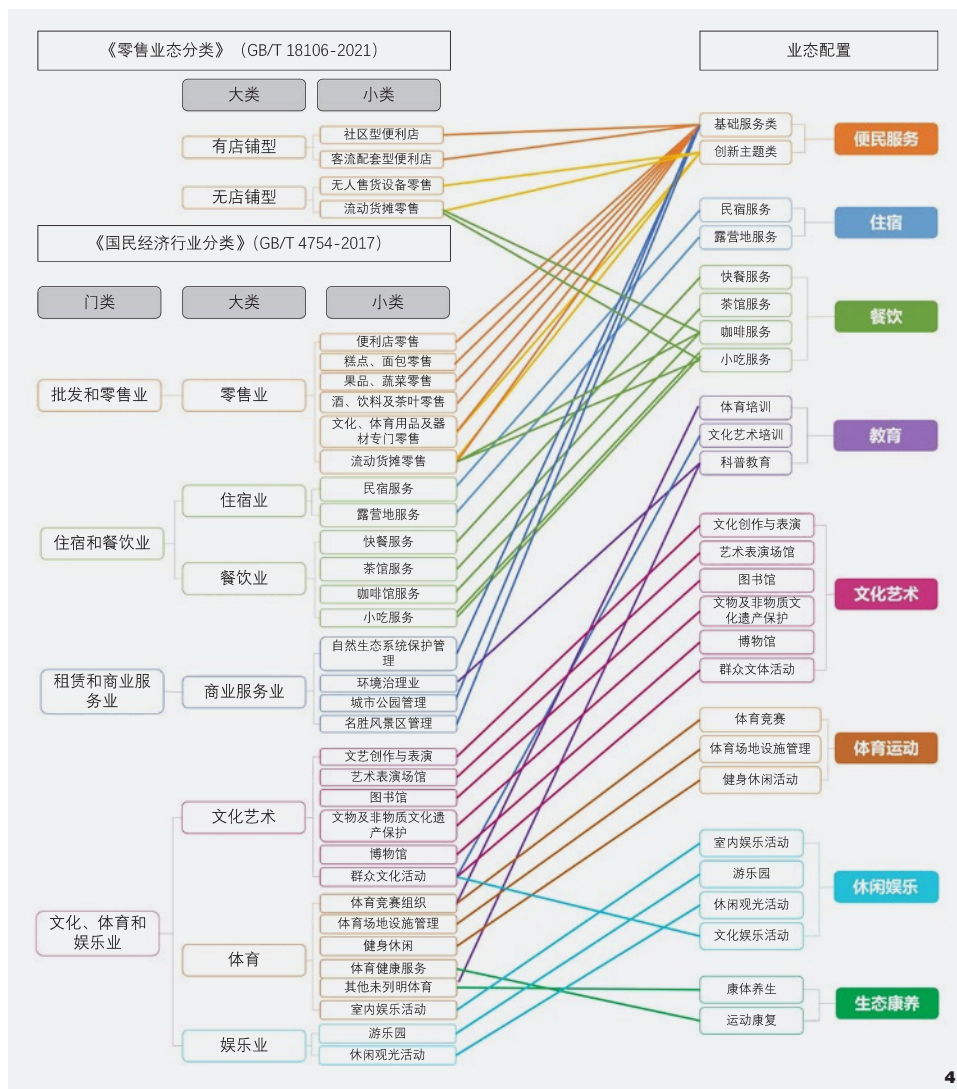 《零售业态分类》（GB/T 18106-2021）
大类
小类
有店铺型
社区型便利店
客流配套型便利店
无店铺型
无人售货设备零售
流动货摊零售
《国民经济行业分类》(GB/T 4754-2017)
门类
大类
小类
批发和零售业
零售业
便利店零售
糕点、面包零售
果品、蔬菜零售
酒、饮料及茶叶零售
文化、体育用品及器
材专门零售
流动货摊零售
住宿和餐饮业
住宿业
民宿服务
露营地服务
餐饮业
快餐服务
茶馆服务
咖啡馆服务
小吃服务
租赁和商业服
务业
商业服务业
自然生态系统保护管
理
环境治理业
城市公园管理
名胜风景区管理
文化、体育和
娱乐业
文化艺术
文艺创作与表演
艺术表演场馆
图书馆
文物及非物质文化遗
产保护
博物馆
群众文化活动
体育
体育竞赛组织
体育场地设施管理
健身休闲
体育健康服务
其他未列明体育
室内娱乐活动
娱乐业
游乐园
休闲观光活动
业态配置
基础服务类
创新主题类
便民服务
民宿服务
露营地服务
住宿
快餐服务
茶馆服务
咖啡服务
小吃服务
餐饮
体育培训
文化艺术培训
科普教育
教育
文化创作与表演
艺术表演场馆
图书馆
文物及非物质文
化遗产保护
博物馆
群众文体活动
文化艺术
体育竞赛
体育场地设施管理
健身休闲活动
体育运动
室内娱乐活动
游乐园
休闲观光活动
文化娱乐活动
休闲娱乐
康体养生
运动康复
生态康养
4